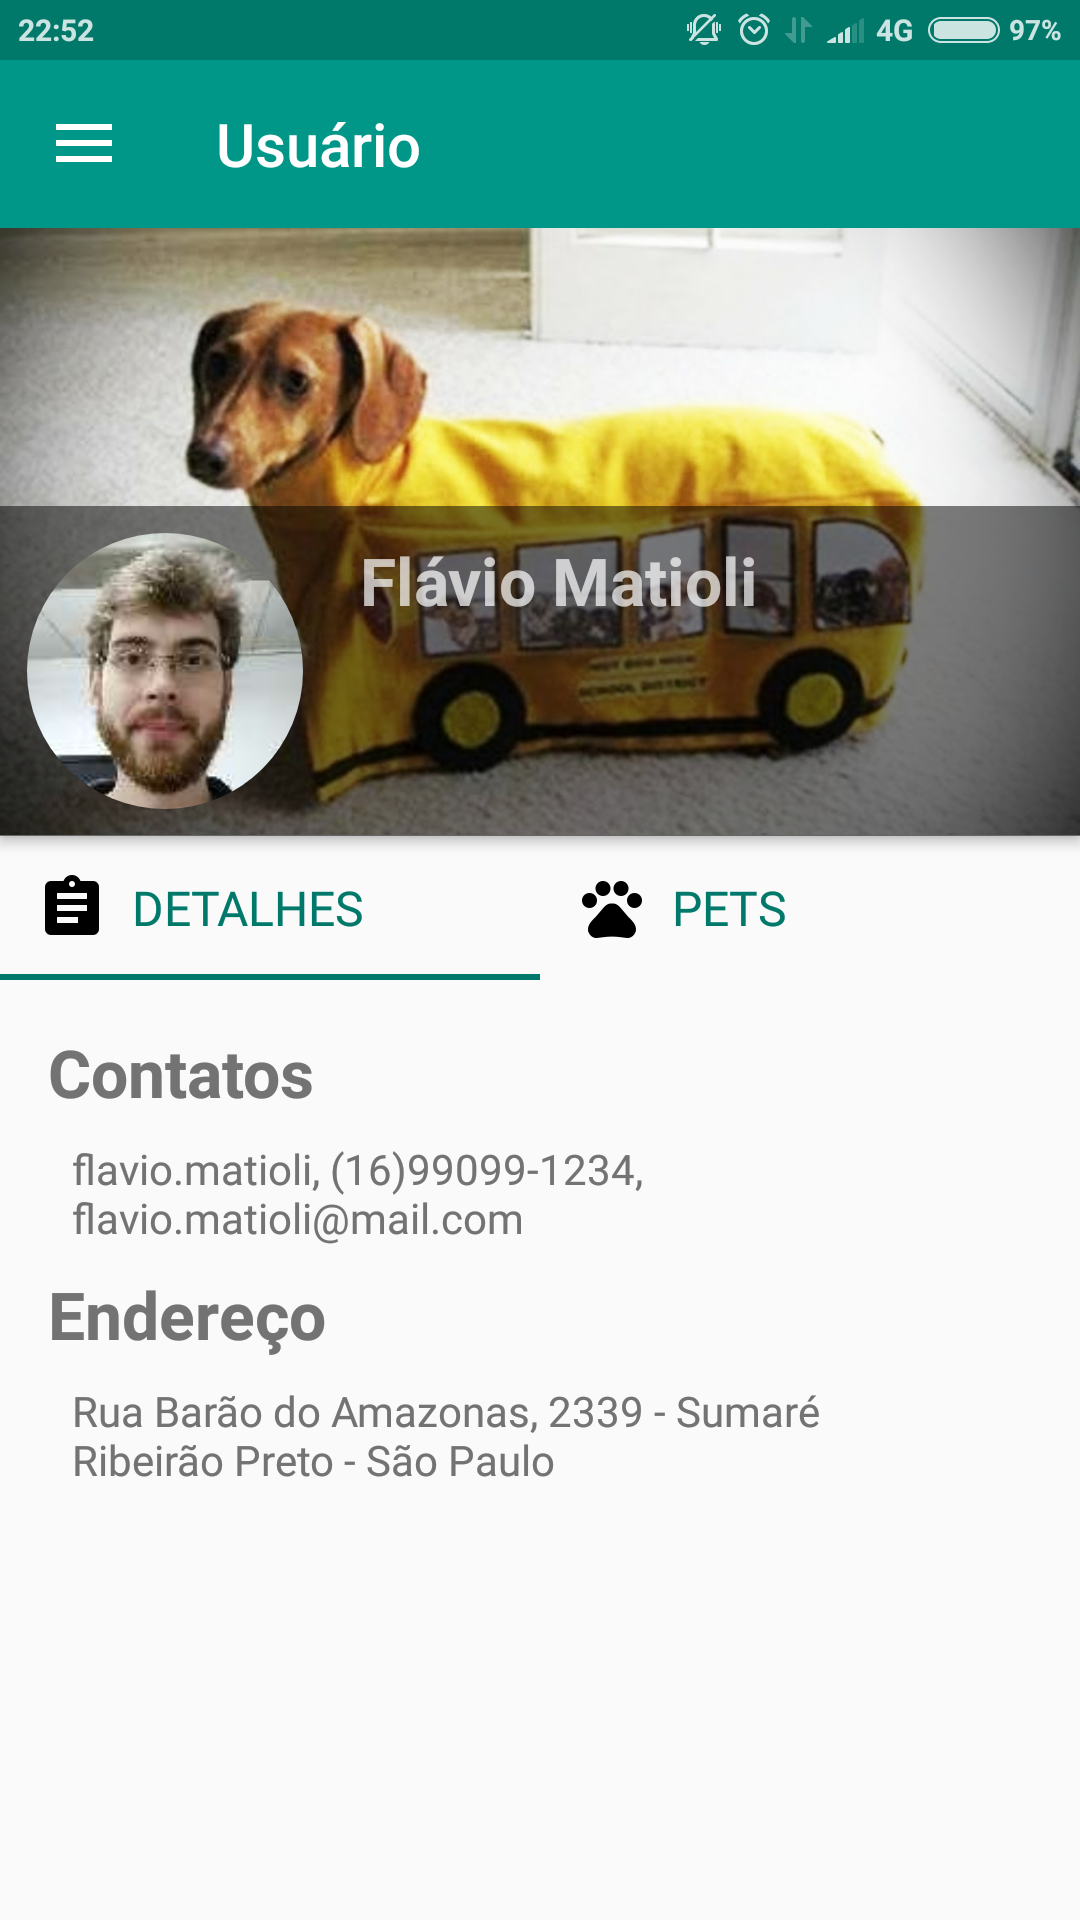 22:52
4G 97%
Usuário
Flávio Matioli
DETALHES
PETS
Contatos
flavio.matioli, (16)99099-1234,
flavio.matioli@mail.com
Endereço
Rua Barão do Amazonas, 2339 - Sumaré
Ribeirão Preto - São Paulo